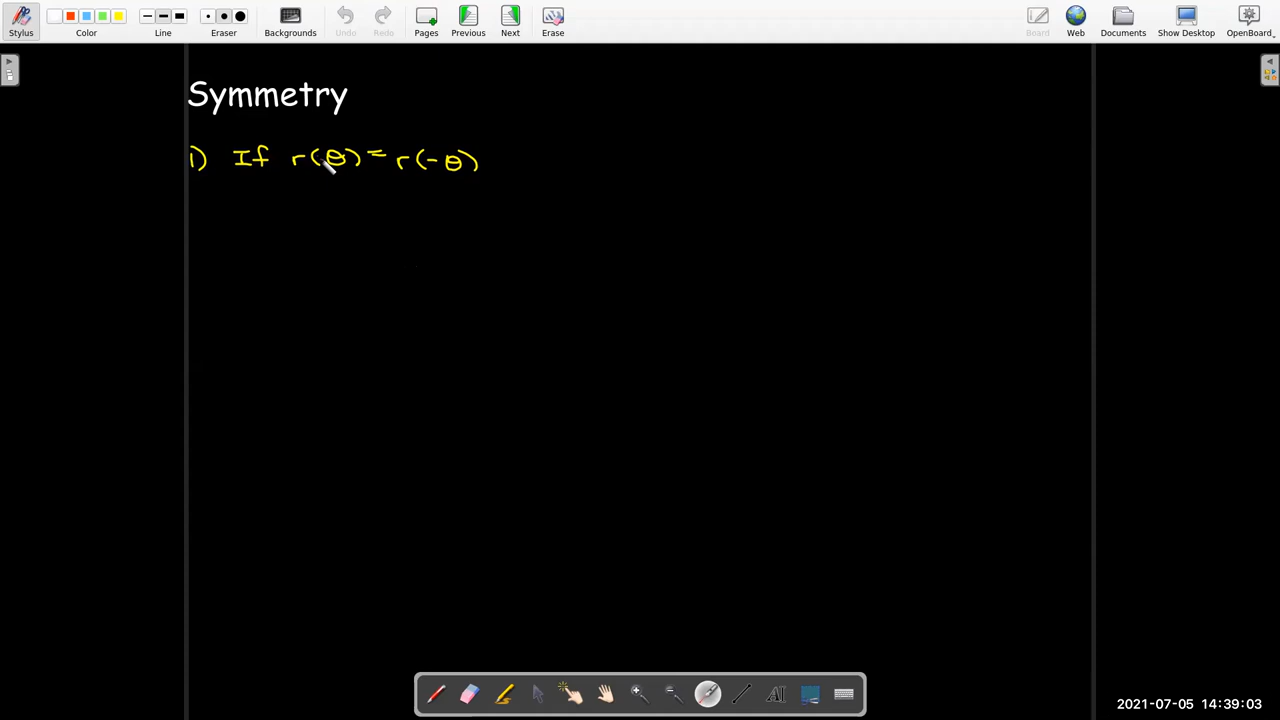 Stylus
Color
Line
Eraser
Backgrounds
Undo
Redo
Pages
Previous
Next
Erase
Board
Web
Documents
Show Desktop
OpenBoard
Symmetry
1) If r(θ) = r(-θ)
AI
2021-07-05 14:39:03